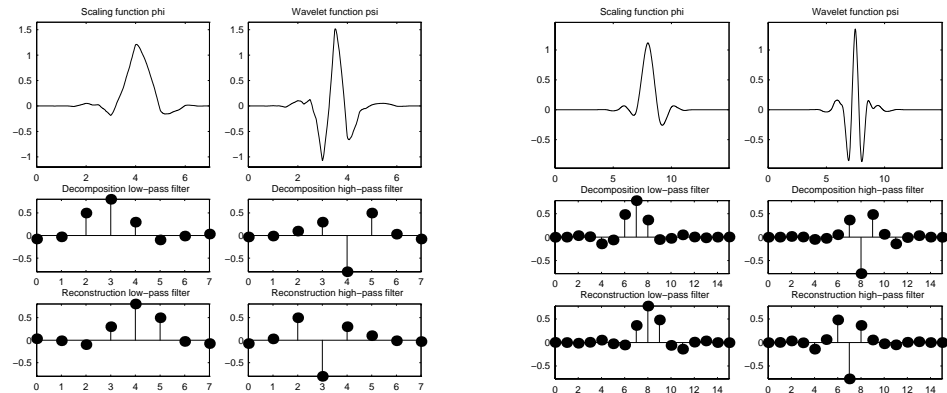 Scaling function phi
Wavelet function psi
1.5
1
0.5
0
−0.5
−1
0 2 4 6
1.5
1
0.5
0
−0.5
−1
0 2 4 6
Decomposition low−pass filter
Decomposition high−pass filter
0.5
0
−0.5
0 1 2 3 4 5 6 7
0.5
0
−0.5
0 1 2 3 4 5 6 7
Reconstruction low−pass filter
Reconstruction high−pass filter
0.5
0
−0.5
0 1 2 3 4 5 6 7
0.5
0
−0.5
0 1 2 3 4 5 6 7
Scaling function phi
Wavelet function psi
1
0.5
0
−0.5
0 5 10
1
0.5
0
−0.5
0 5 10
Decomposition low−pass filter
Decomposition high−pass filter
0.5
0
−0.5
0 2 4 6 8 10 12 14
0.5
0
−0.5
0 2 4 6 8 10 12 14
Reconstruction low−pass filter
Reconstruction high−pass filter
0.5
0
−0.5
0 2 4 6 8 10 12 14
0.5
0
−0.5
0 2 4 6 8 10 12 14